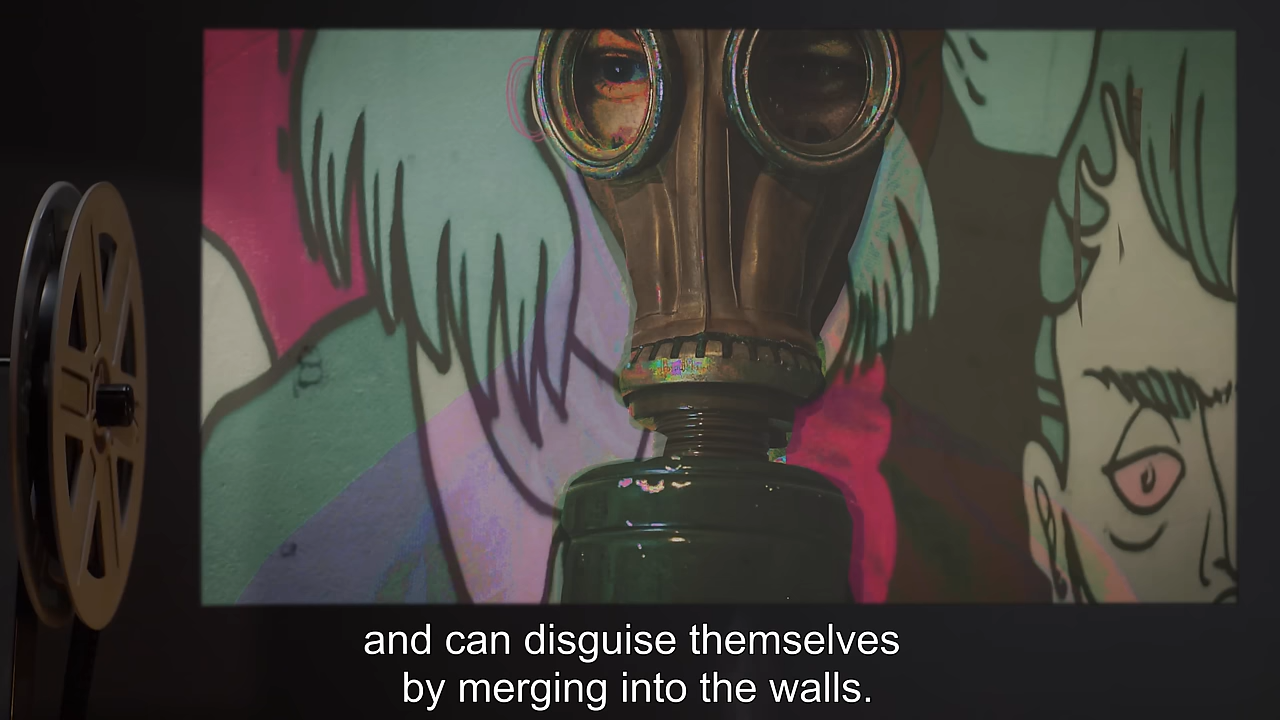 and can disguise themselves
by merging into the walls.